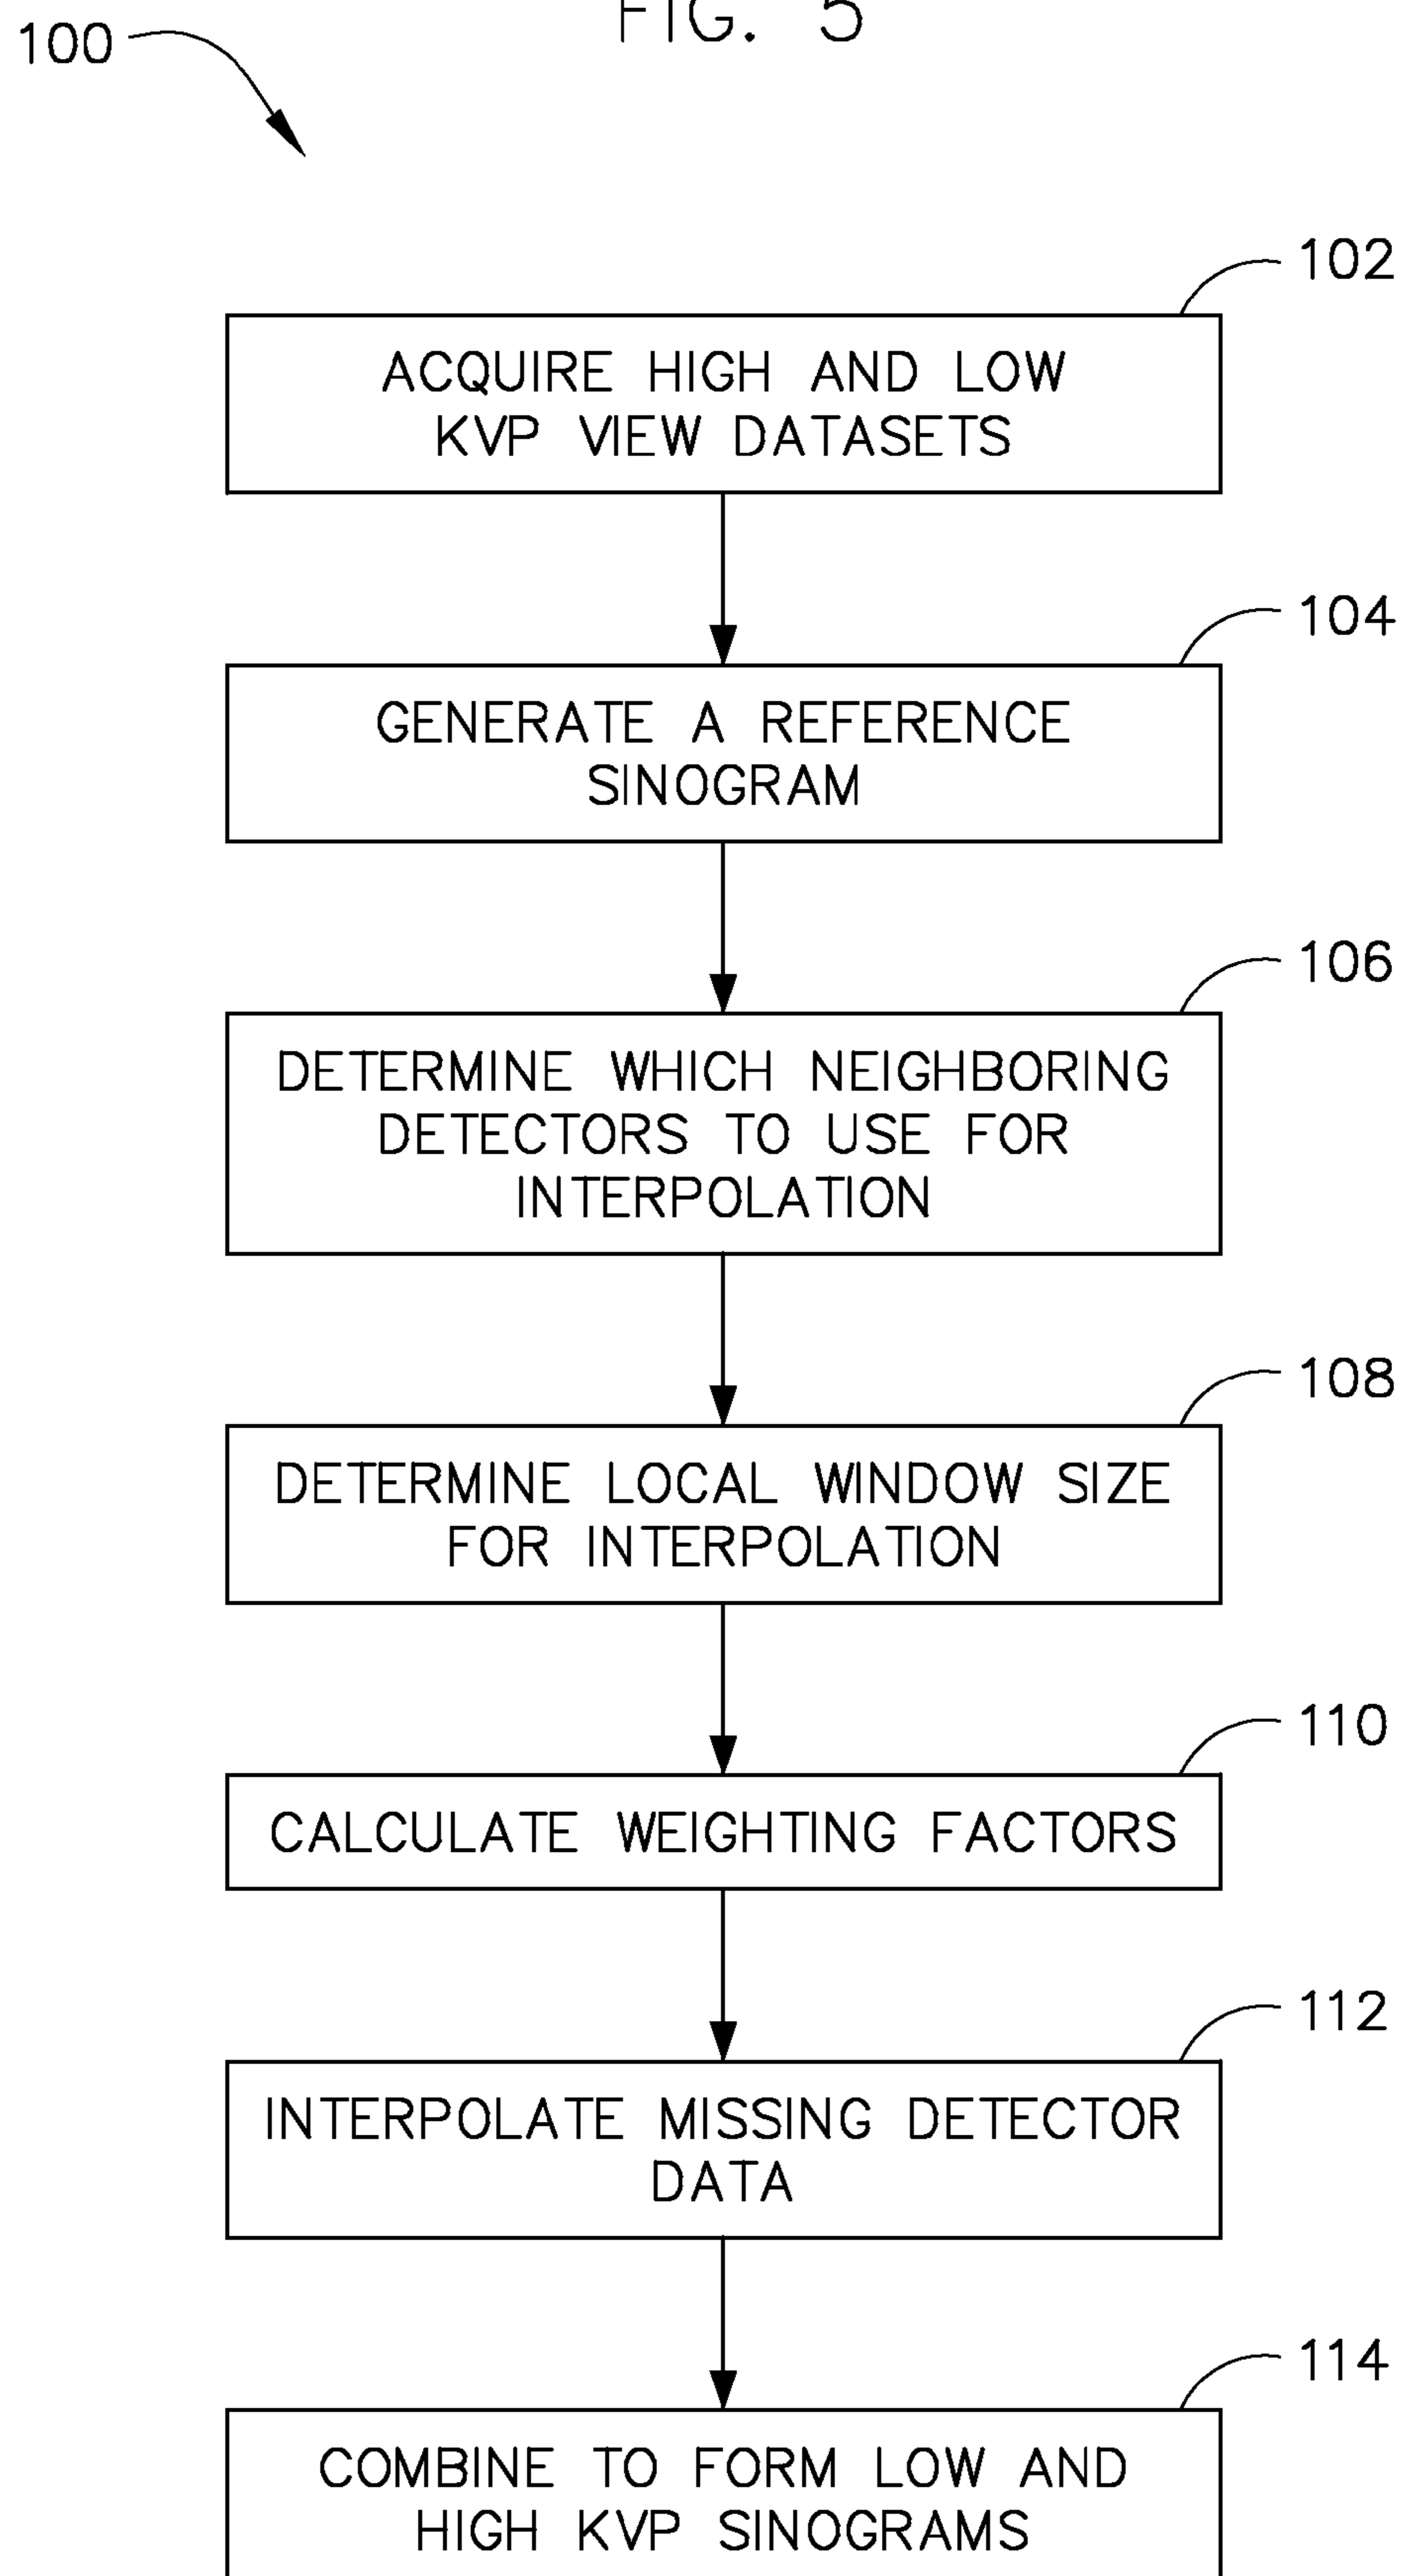 FIG. 5
100
102
ACQUIRE HIGH AND LOW
KVP VIEW DATASETS
104
GENERATE A REFERENCE
SINOGRAM
106
DETERMINE WHICH NEIGHBORING
DETECTORS TO USE FOR
INTERPOLATION
108
DETERMINE LOCAL WINDOW SIZE
FOR INTERPOLATION
110
CALCULATE WEIGHTING FACTORS
112
INTERPOLATE MISSING DETECTOR
DATA
114
COMBINE TO FORM LOW AND
HIGH KVP SINOGRAMS